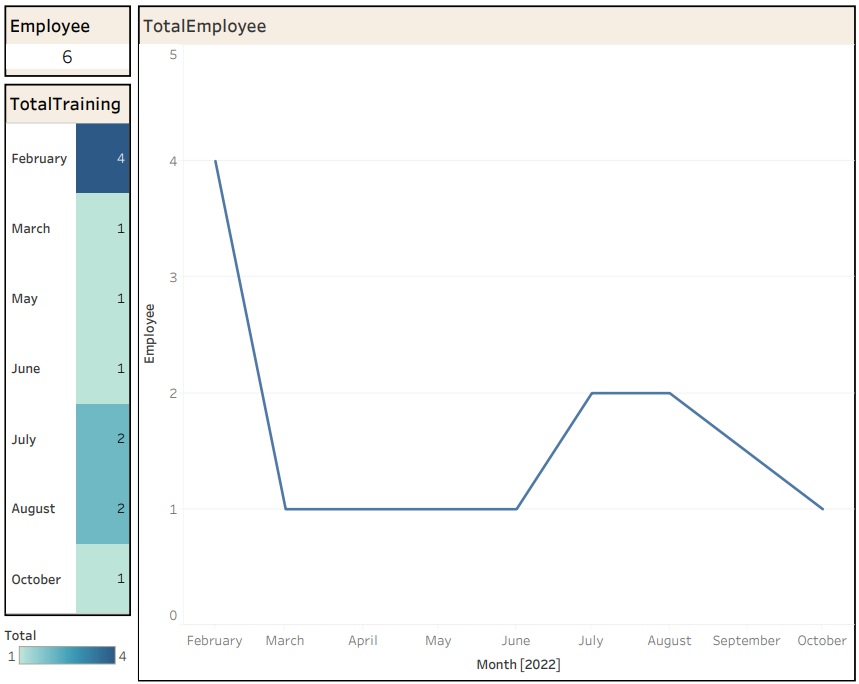 Employee
6
TotalTraining
February 4
March 1
May 1
June 1
July 2
August 2
October 1
Total
1 4
TotalEmployee
5
4
3
2
1
0
Employee
February March April May June July August September October
Month [2022]